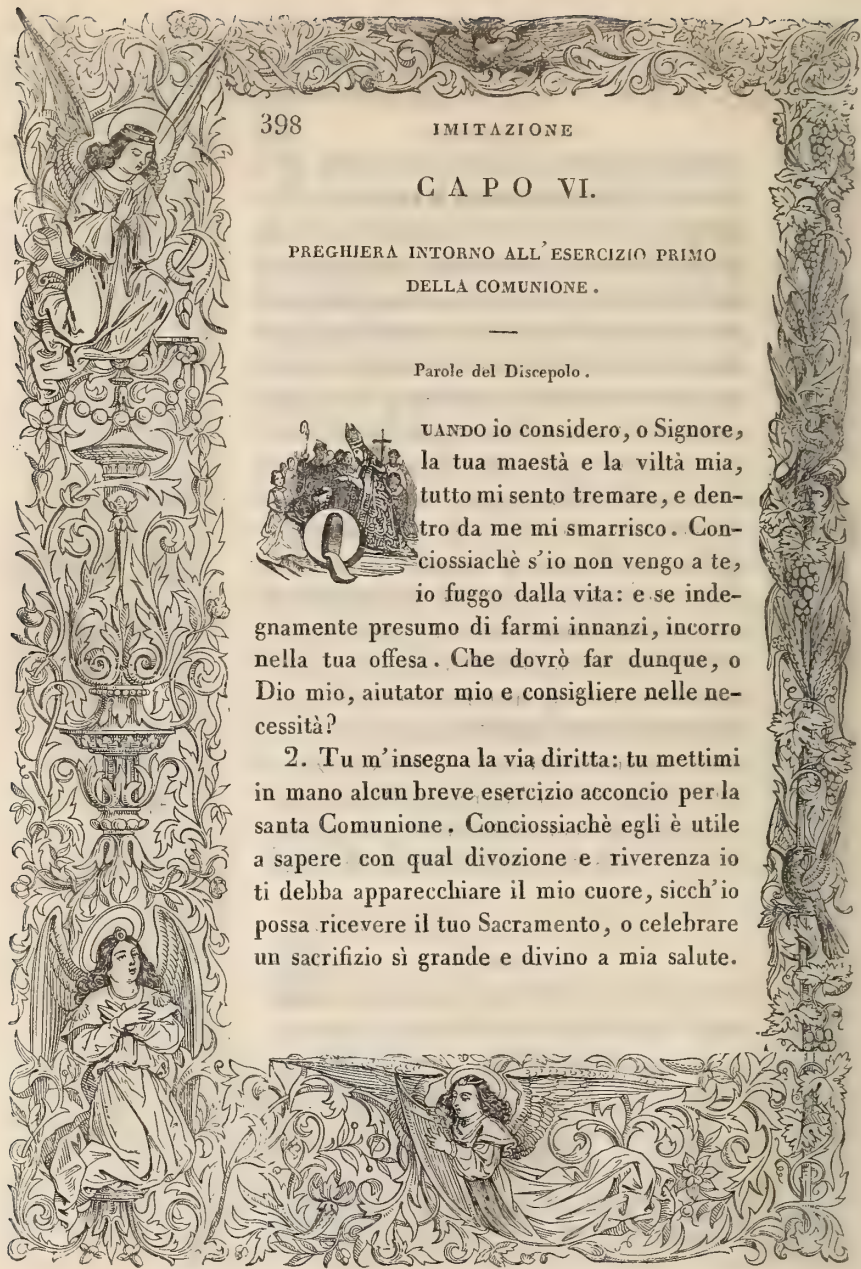 398 IMITAZIONE
CAPO VI.
PREGHIERA INTORNO ALL'ESERCIZIO PRIMO
DELLA COMUNIONE.
Parole del Discepolo.
QUANDO io considero, o Signore,
la tua maestà e la viltà mia,
tutto mi sento tremare, e den-
tro da me mi smarrisco. Con-
ciossiachè s'io non vengo a te,
io fuggo dalla vita: e se inde-
gnamente presumo di farmi innanzi, incorro
nella tua offesa. Che dovrò far dunque, o
Dio mio, aiutator mio e consigliere nelle ne-
cessità?
2. Tu m'insegna la via diritta: tu mettimi
in mano alcun breve esercizio acconcio per la
santa Comunione. Conciossiachè egli è utile
a sapere con qual divozione e riverenza io
ti debba apparecchiare il mio cuore, sicch'io
possa ricevere il tuo Sacramento, o celebrare
un sacrifizio sì grande e divino a mia salute.